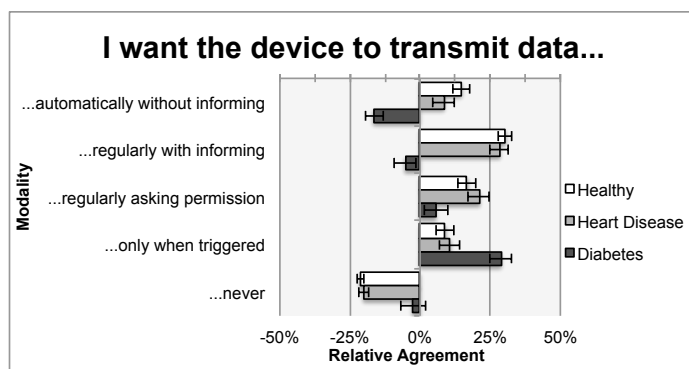 I want the device to transmit data...
...automatically without informing
...regularly with informing
...regularly asking permission
...only when triggered
...never
Modality
Healthy
Heart Disease
Diabetes
-50% -25% 0% 25% 50%
Relative Agreement